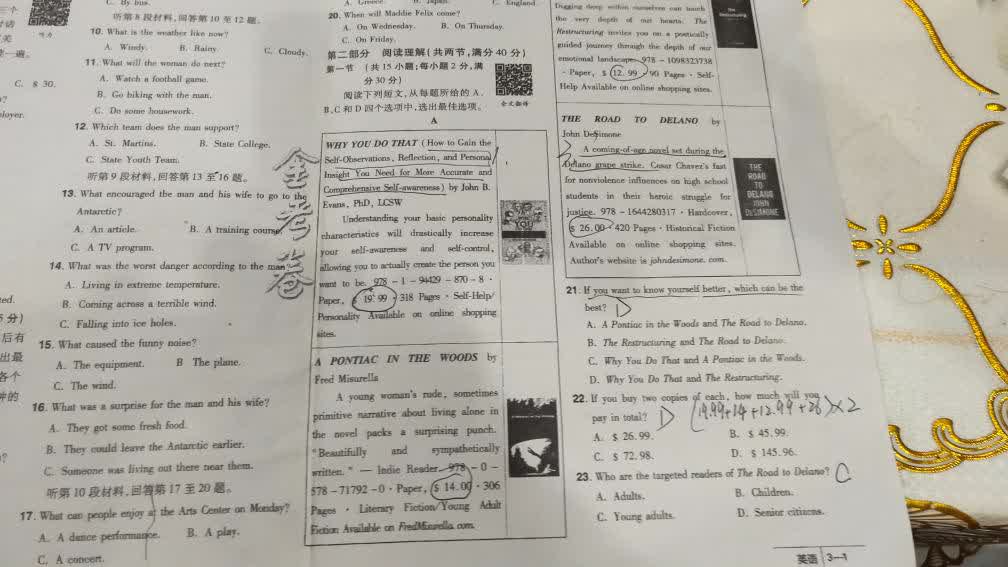 三个
C. By bus.
听第8段材料,回答第10至12题。
听力
10. What is the weather like now?
A. Windy. B. Rainy. C. Cloudy.
11. What will the woman do next?
A. Watch a football game.
C. $ 30.
B. Go biking with the man.
C. Do some housework.
12. Which team does the man support?
A. St. Martins. B. State College.
C. State Youth Team.
听第9段材料,回答第13至16题。
13. What encouraged the man and his wife to go to the
Antarctic?
A. An article. B. A training course.
C. A TV program.
14. What was the worst danger according to the man?
A. Living in extreme temperature.
B. Coming across a terrible wind.
C. Falling into ice holes.
15. What caused the funny noise?
A. The equipment. B The plane.
C. The wind.
16. What was a surprise for the man and his wife?
A. They got some fresh food.
B. They could leave the Antarctic earlier.
C. Someone was living out there near them.
听第10段材料,回答第17至20题。
17. What can people enjoy at the Arts Center on Monday?
A. A dance performance. B. A play.
C. A concert.
后有
出最
各个
钟的
金考卷
A. Greece. B. Japan. C. England.
20. When will Maddie Felix come?
A. On Wednesday. B. On Thursday.
C. On Friday.
第二部分 阅读理解(共两节,满分40分)
第一节 (共15小题;每小题2分,满
分30分)
阅读下列短文,从每题所给的A、
B、C和D四个选项中,选出最佳选项。
全文翻译
A
WHY YOU DO THAT (How to Gain the
Self-Observations, Reflection, and Personal
Insight You Need for More Accurate and
Comprehensive Self-awareness) by John B.
Evans, PhD, LCSW
Understanding your basic personality
characteristics will drastically increase
your self-awareness and self-control,
allowing you to actually create the person you
want to be. 978-1-94429-870-8 ·
Paper, $ 19.99 · 318 Pages · Self-Help/
Personality Available on online shopping
sites.
YOU
A PONTIAC IN THE WOODS by
Fred Misurella
A young woman's rude, sometimes
primitive narrative about living alone in
the novel packs a surprising punch.
"Beautifully and sympathetically
written. " — Indie Reader. 978-0-
578-71792-0 · Paper, $ 14.00 · 306
Pages · Literary Fiction/Young Adult
Fiction Available on FredMisurella.com.
Digging deep within ourselves can touch
the very depth of our hearts. The
Restructuring invites you on a poetically
guided journey through the depth of our
emotional landscape. 978-1098323738
· Paper, $ 12.99 · 90 Pages · Self-
Help Available on online shopping sites.
THE ROAD TO DELANO by
John DeSimone
A coming-of-age novel set during the
Delano grape strike. Cesar Chavez's fast
for nonviolence influences on high school
students in their heroic struggle for
justice. 978-1644280317 · Hardcover,
$ 26.00 · 420 Pages · Historical Fiction
Available on online shopping sites.
Author's website is johndesimone.com.
THE
ROAD
TO
DELANO
JOHN
DESIMONE
21. If you want to know yourself better, which can be the
best? D
A. A Pontiac in the Woods and The Road to Delano.
B. The Restructuring and The Road to Delano.
C. Why You Do That and A Pontiac in the Woods.
D. Why You Do That and The Restructuring.
22. If you buy two copies of each, how much will you
pay in total? D (19.99+14+12.99+26)×2
A. $ 26.99. B. $ 45.99.
C. $ 72.98. D. $ 145.96.
23. Who are the targeted readers of The Road to Delano? C
A. Adults. B. Children.
C. Young adults. D. Senior citizens.
英语 3—1